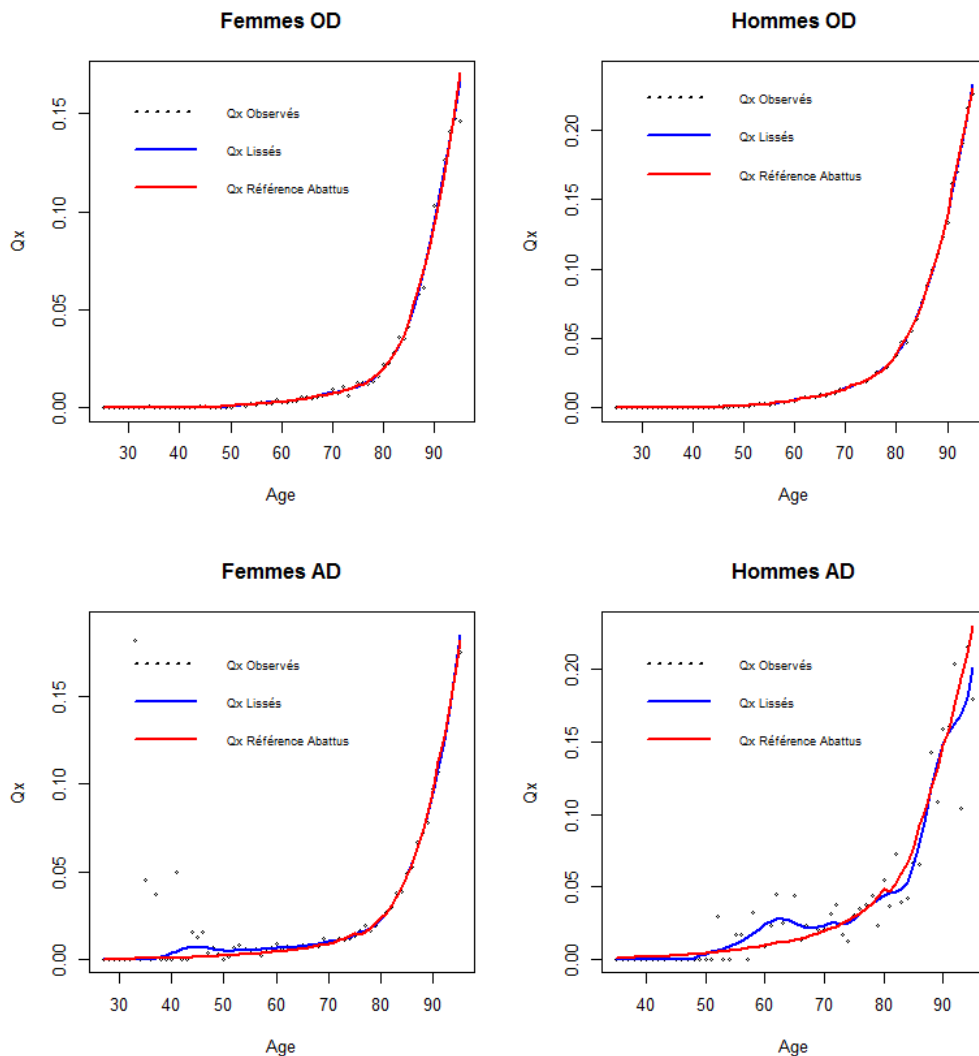 Femmes OD
Qx
0.00 0.05 0.10 0.15
Qx Observés
Qx Lissés
Qx Référence Abattus
30 40 50 60 70 80 90
Age
Hommes OD
Qx
0.00 0.05 0.10 0.15 0.20
Qx Observés
Qx Lissés
Qx Référence Abattus
30 40 50 60 70 80 90
Age
Femmes AD
Qx
0.00 0.05 0.10 0.15
Qx Observés
Qx Lissés
Qx Référence Abattus
30 40 50 60 70 80 90
Age
Hommes AD
Qx
0.00 0.05 0.10 0.15 0.20
Qx Observés
Qx Lissés
Qx Référence Abattus
40 50 60 70 80 90
Age